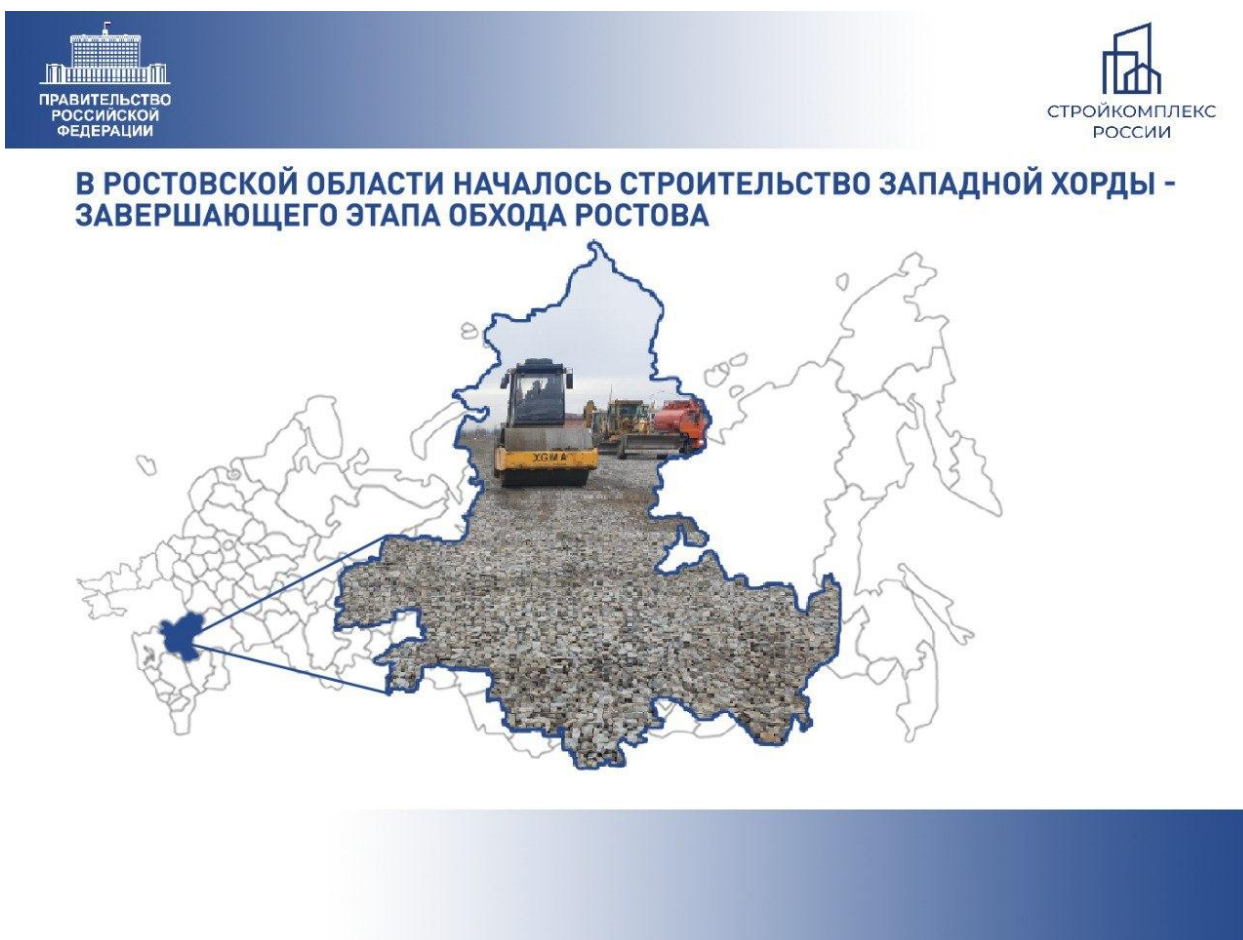 ПРАВИТЕЛЬСТВО
РОССИЙСКОЙ
ФЕДЕРАЦИИ
СТРОЙКОМПЛЕКС
РОССИИ
В РОСТОВСКОЙ ОБЛАСТИ НАЧАЛОСЬ СТРОИТЕЛЬСТВО ЗАПАДНОЙ ХОРДЫ -
ЗАВЕРШАЮЩЕГО ЭТАПА ОБХОДА РОСТОВА
XGMA